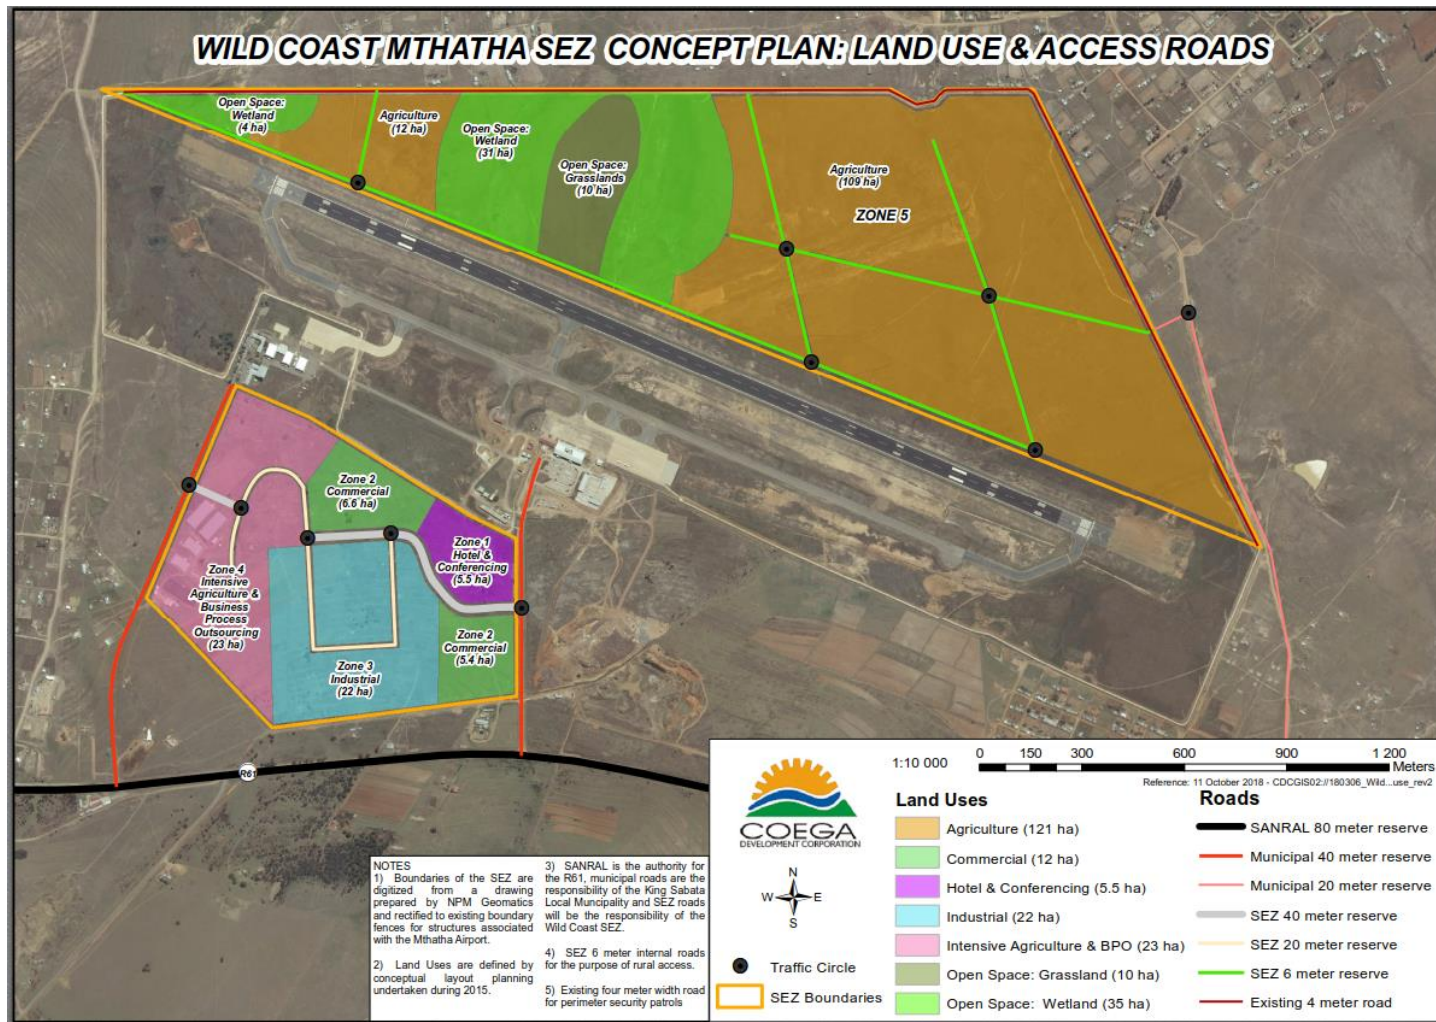 WILD COAST MTHATHA SEZ CONCEPT PLAN: LAND USE & ACCESS ROADS
Open Space:
Wetland
(4 ha)
Agriculture
(12 ha)
Open Space:
Wetland
(31 ha)
Open Space:
Grasslands
(10 ha)
Agriculture
(109 ha)
ZONE 5
Zone 2
Commercial
(6.6 ha)
Zone 1
Hotel &
Conferencing
(5.5 ha)
Zone 4
Intensive
Agriculture &
Business
Process
Outsourcing
(23 ha)
Zone 2
Commercial
(5.4 ha)
Zone 3
Industrial
(22 ha)
R61
NOTES
1) Boundaries of the SEZ are
digitized from a drawing
prepared by NPM Geomatics
and rectified to existing boundary
fences for structures associated
with the Mthatha Airport.
2) Land Uses are defined by
conceptual layout planning
undertaken during 2015.
3) SANRAL is the authority for
the R61, municipal roads are the
responsibility of the King Sabata
Local Municipality and SEZ roads
will be the responsibility of the
Wild Coast SEZ.
4) SEZ 6 meter internal roads
for the purpose of rural access.
5) Existing four meter width road
for perimeter security patrols
COEGA
DEVELOPMENT CORPORATION
N
W E
S
Traffic Circle
SEZ Boundaries
1:10 000
0 150 300 600 900 1 200
Meters
Reference: 11 October 2018 - CDCGIS02://180306_Wild...use_rev2
Land Uses
Agriculture (121 ha)
Commercial (12 ha)
Hotel & Conferencing (5.5 ha)
Industrial (22 ha)
Intensive Agriculture & BPO (23 ha)
Open Space: Grassland (10 ha)
Open Space: Wetland (35 ha)
Roads
SANRAL 80 meter reserve
Municipal 40 meter reserve
Municipal 20 meter reserve
SEZ 40 meter reserve
SEZ 20 meter reserve
SEZ 6 meter reserve
Existing 4 meter road